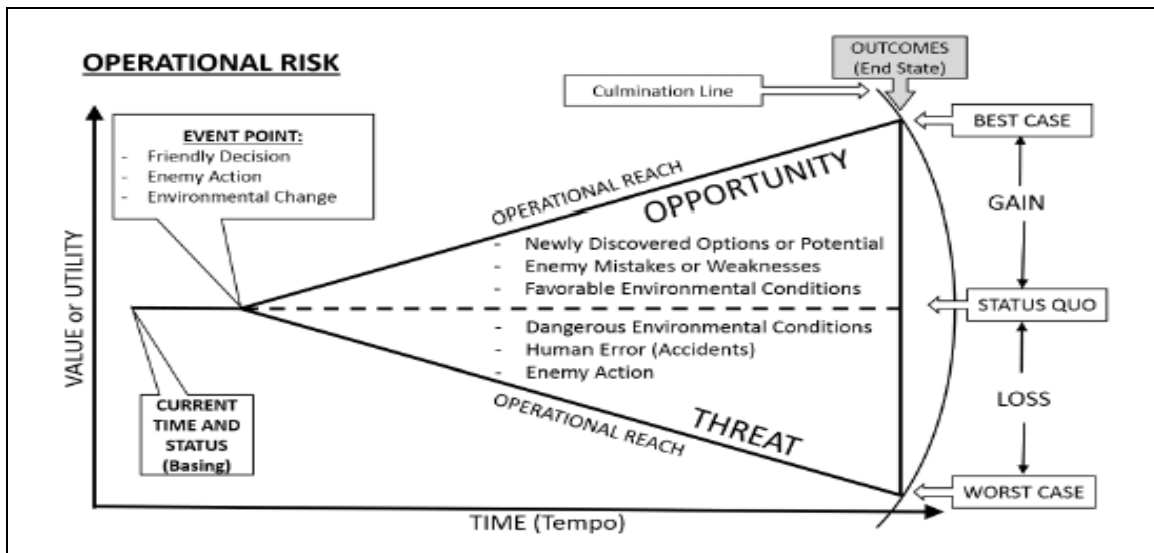 OPERATIONAL RISK
OUTCOMES
(End State)
Culmination Line
EVENT POINT:
- Friendly Decision
- Enemy Action
- Environmental Change
BEST CASE
OPERATIONAL REACH
OPPORTUNITY
GAIN
- Newly Discovered Options or Potential
- Enemy Mistakes or Weaknesses
- Favorable Environmental Conditions
STATUS QUO
- Dangerous Environmental Conditions
- Human Error (Accidents)
- Enemy Action
VALUE or UTILITY
CURRENT
TIME AND
STATUS
(Basing)
OPERATIONAL REACH
THREAT
LOSS
WORST CASE
TIME (Tempo)